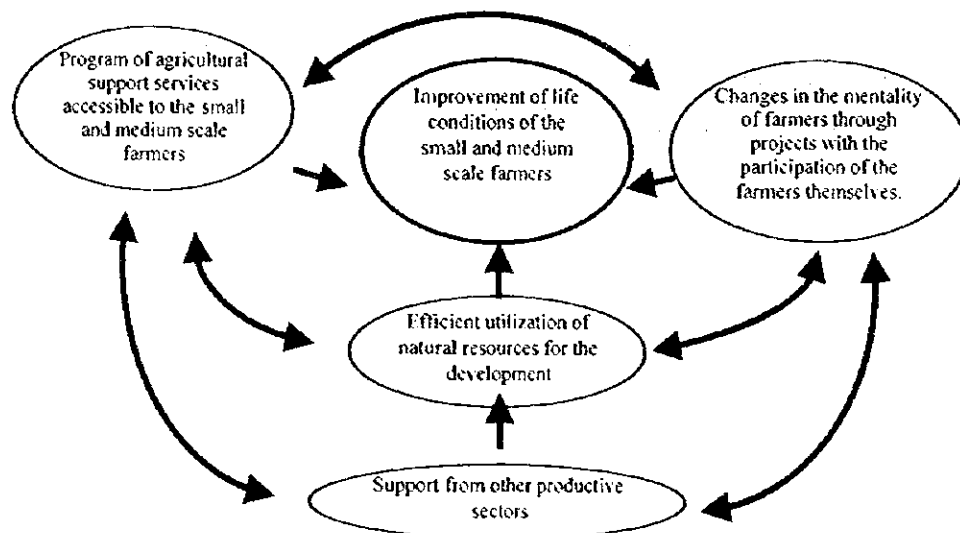 Program of agricultural
support services
accessible to the small
and medium scale
farmers
Improvement of life
conditions of the
small and medium
scale farmers
Changes in the mentality
of farmers through
projects with the
participation of the
farmers themselves.
Efficient utilization of
natural resources for the
development
Support from other productive
sectors